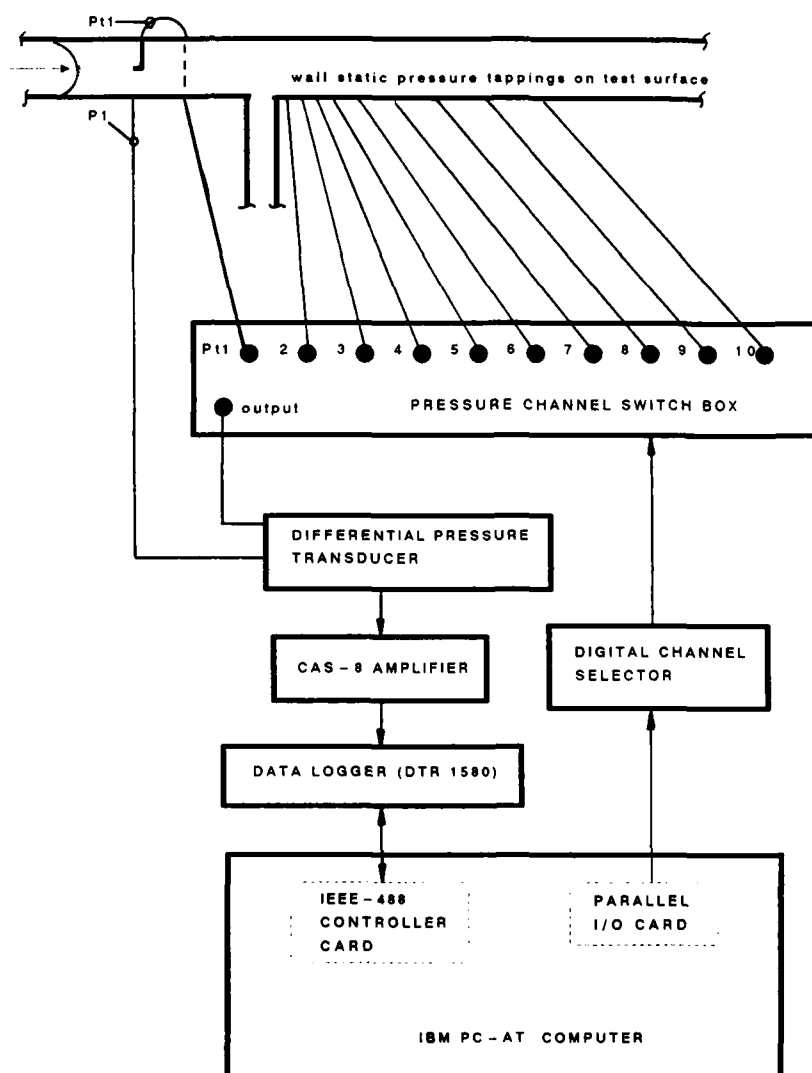 Pt1
wall static pressure tappings on test surface
P1
Pt1 2 3 4 5 6 7 8 9 10
output
PRESSURE CHANNEL SWITCH BOX
DIFFERENTIAL PRESSURE
TRANSDUCER
CAS-8 AMPLIFIER
DIGITAL CHANNEL
SELECTOR
DATA LOGGER (DTR 1580)
IEEE-488
CONTROLLER
CARD
PARALLEL
I/O CARD
IBM PC-AT COMPUTER